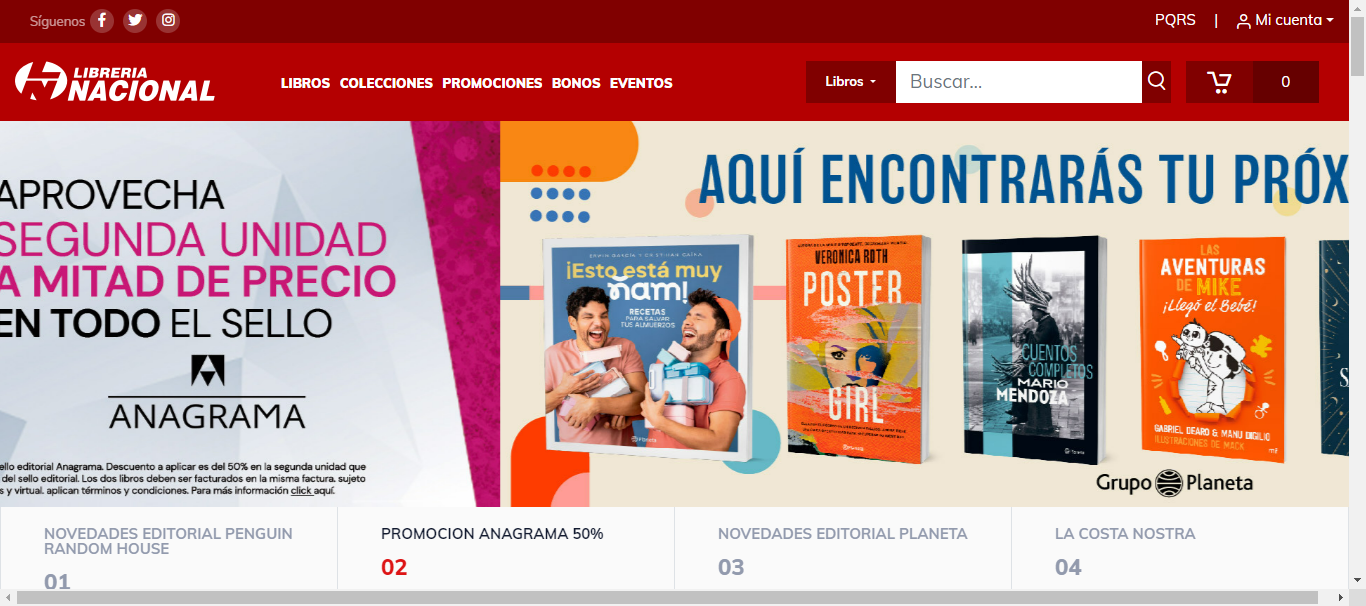 Síguenos
PQRS | Mi cuenta
LIBRERIA
NACIONAL
LIBROS COLECCIONES PROMOCIONES BONOS EVENTOS
Libros
Buscar...
0
APROVECHA
SEGUNDA UNIDAD
A MITAD DE PRECIO
EN TODO EL SELLO
ANAGRAMA
sello editorial Anagrama. Descuento a aplicar es del 50% en la segunda unidad que
del sello editorial. Los dos libros deben ser facturados en la misma factura. sujeto
s y virtual. aplican términos y condiciones. Para más información click aquí.
AQUÍ ENCONTRARÁS TU PRÓX
¡Esto está muy
ñam!
RECETAS
PARA SALVAR
TUS ALMUERZOS
Planeta
VERONICA ROTH
POSTER
GIRL
Planeta
CUENTOS
COMPLETOS
MARIO
MENDOZA
Planeta
LAS
AVENTURAS
DE MIKE
¡Llegó el Bebé!
GABRIEL DEARO & MANU DIGILIO
ILUSTRACIONES DE MACK
mr
S
Grupo Planeta
NOVEDADES EDITORIAL PENGUIN
RANDOM HOUSE
01
PROMOCION ANAGRAMA 50%
02
NOVEDADES EDITORIAL PLANETA
03
LA COSTA NOSTRA
04